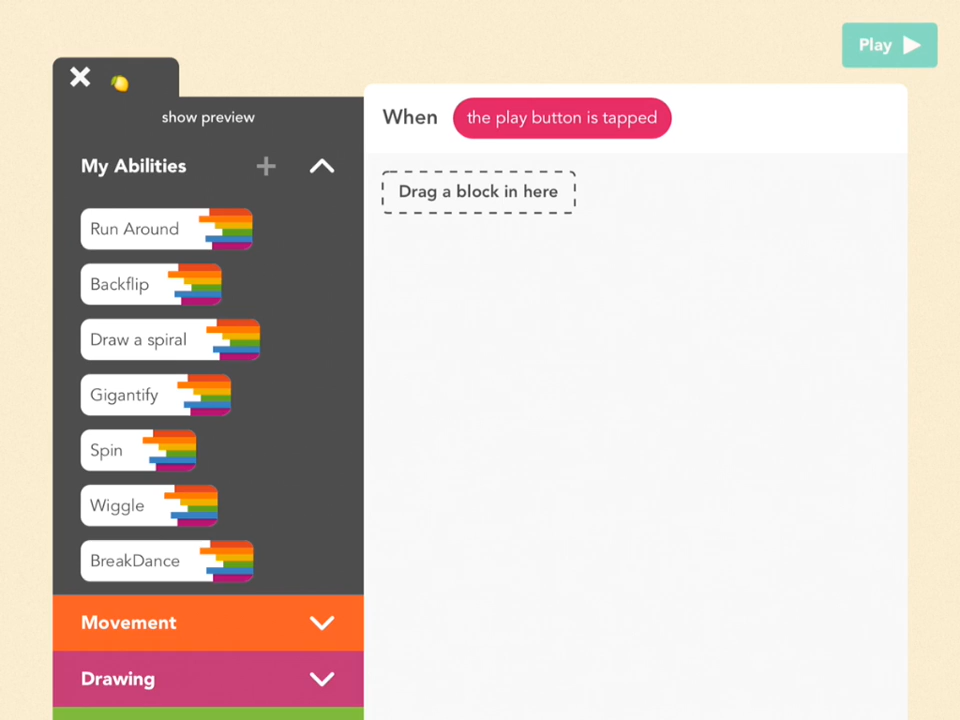 Play
show preview
When the play button is tapped
My Abilities
Drag a block in here
Run Around
Backflip
Draw a spiral
Gigantify
Spin
Wiggle
BreakDance
Movement
Drawing